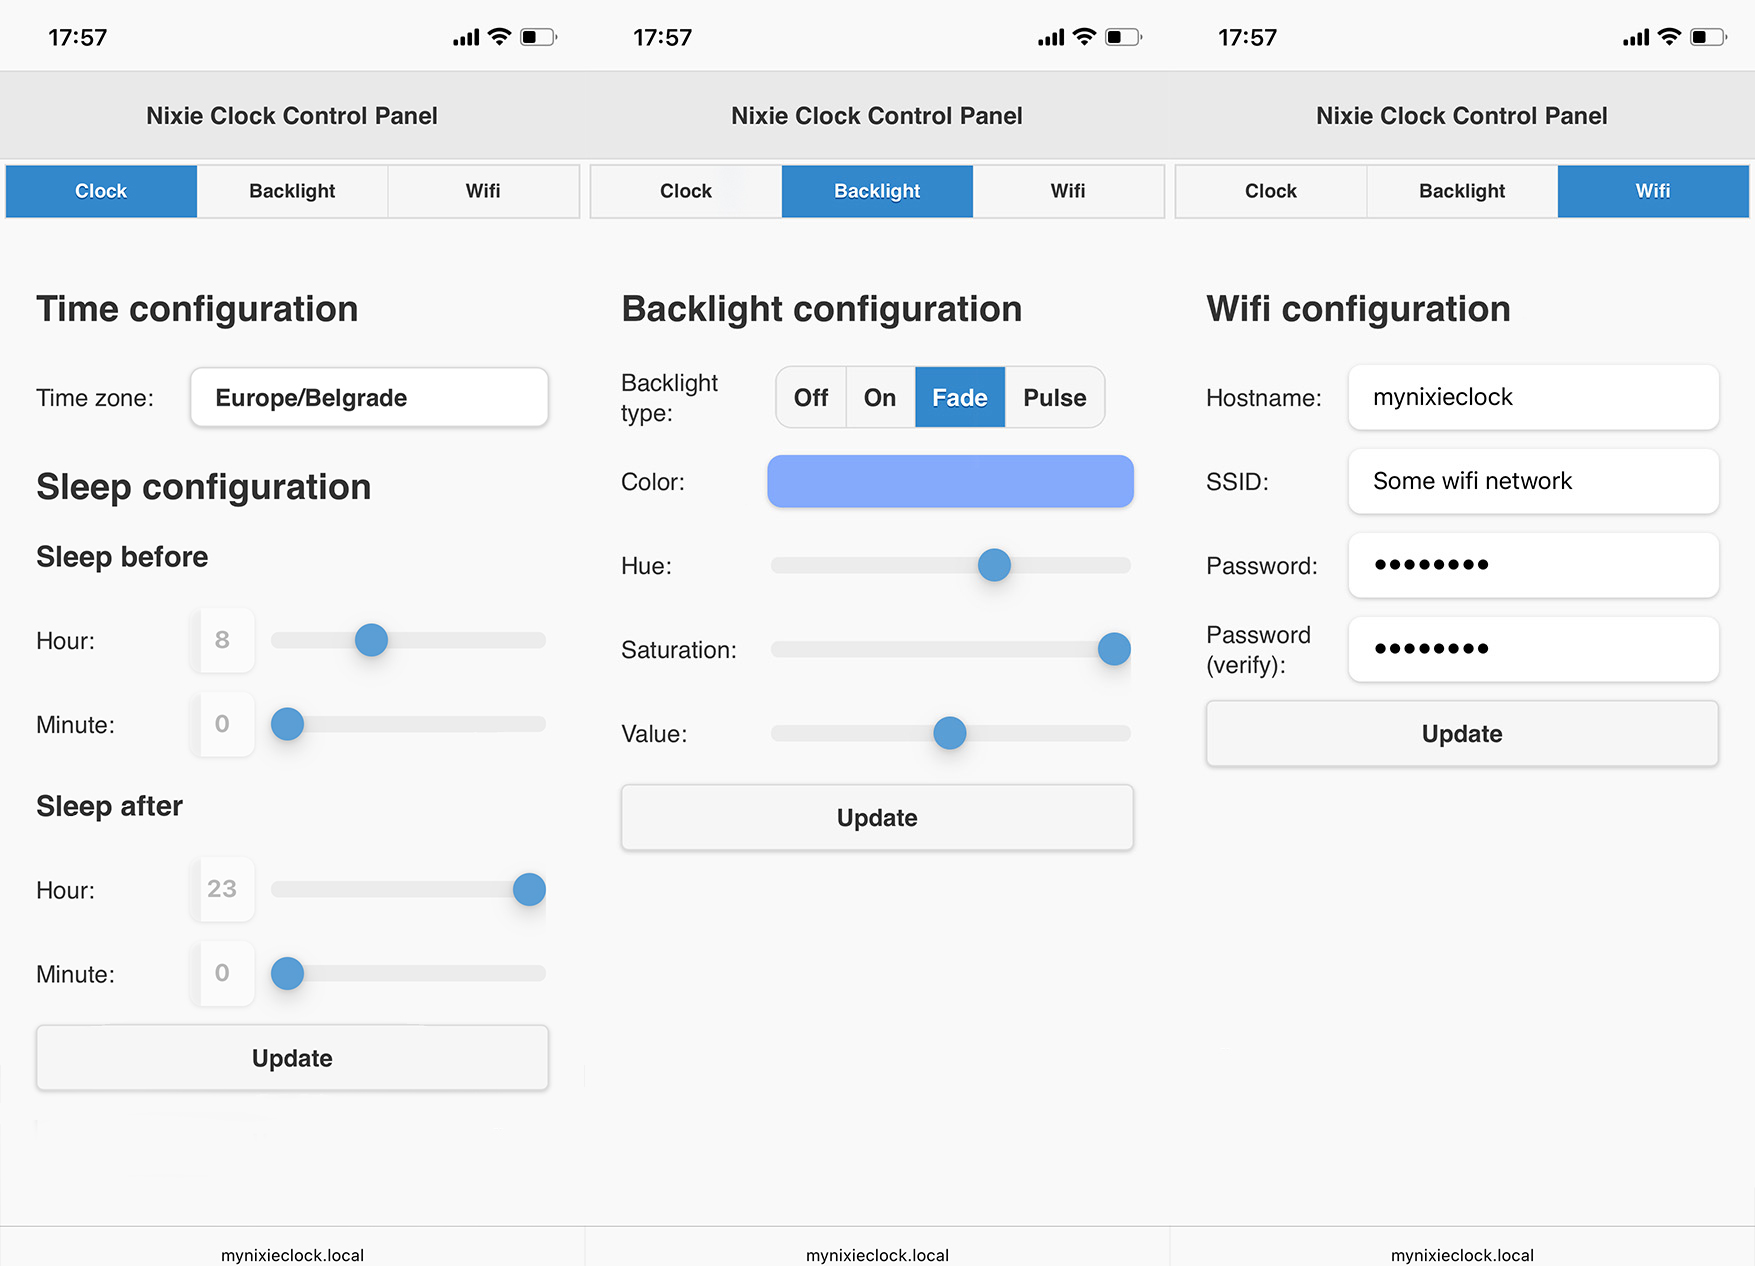 17:57
Nixie Clock Control Panel
Clock Backlight Wifi
Time configuration
Time zone: Europe/Belgrade
Sleep configuration
Sleep before
Hour: 8
Minute: 0
Sleep after
Hour: 23
Minute: 0
Update
mynixieclock.local
17:57
Nixie Clock Control Panel
Clock Backlight Wifi
Backlight configuration
Backlight
type:
Off On Fade Pulse
Color:
Hue:
Saturation:
Value:
Update
mynixieclock.local
17:57
Nixie Clock Control Panel
Clock Backlight Wifi
Wifi configuration
Hostname: mynixieclock
SSID: Some wifi network
Password: ••••••••
Password
(verify): ••••••••
Update
mynixieclock.local